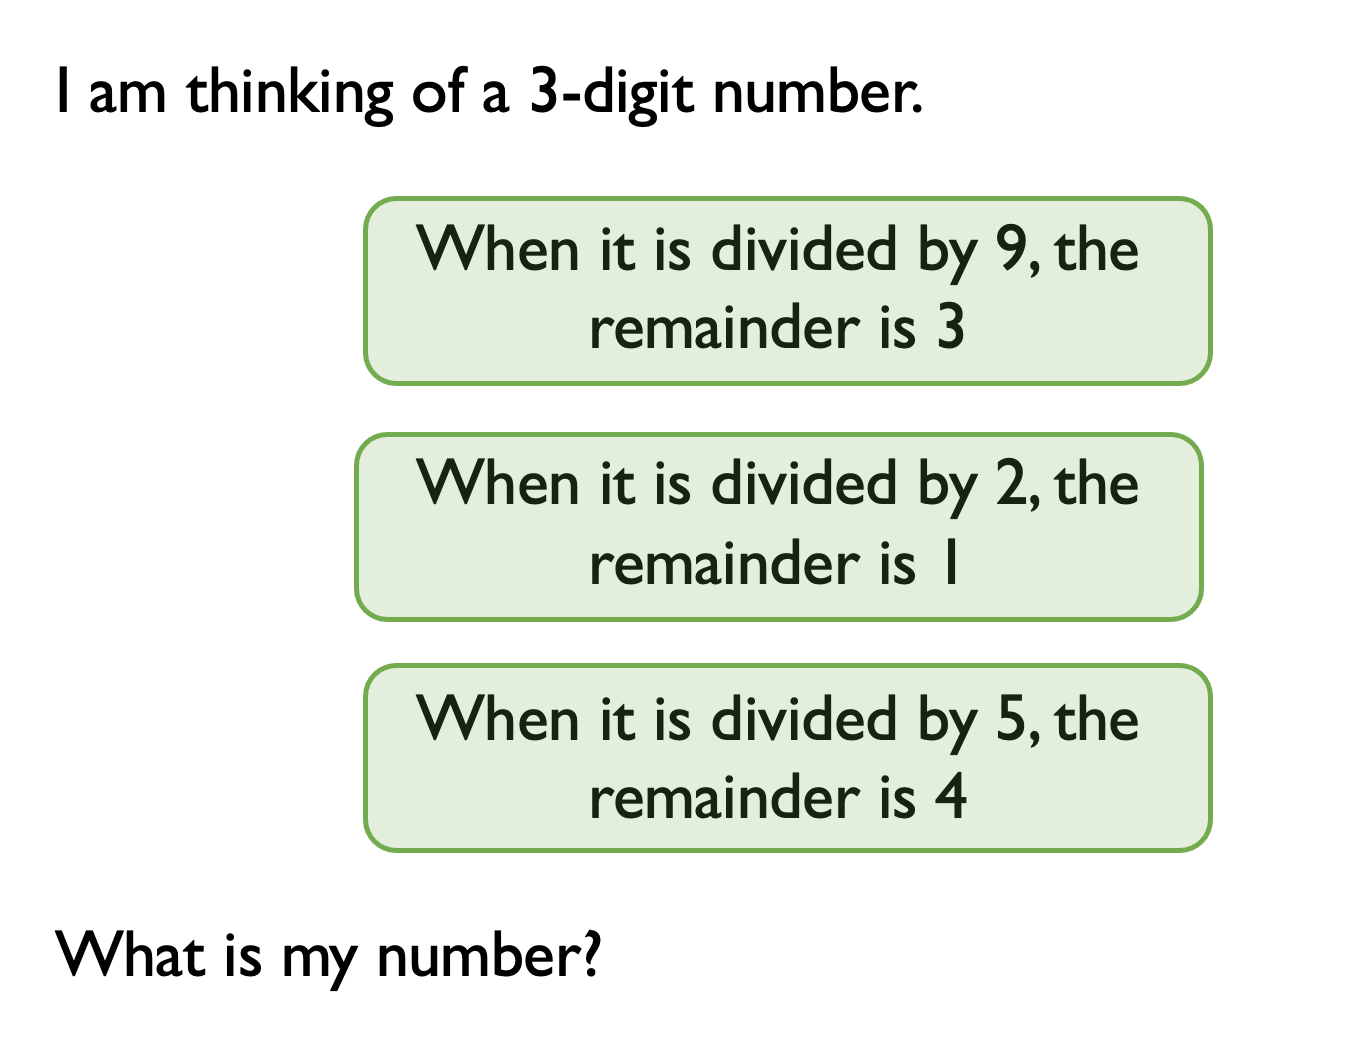 I am thinking of a 3-digit number.
When it is divided by 9, the
remainder is 3
When it is divided by 2, the
remainder is 1
When it is divided by 5, the
remainder is 4
What is my number?